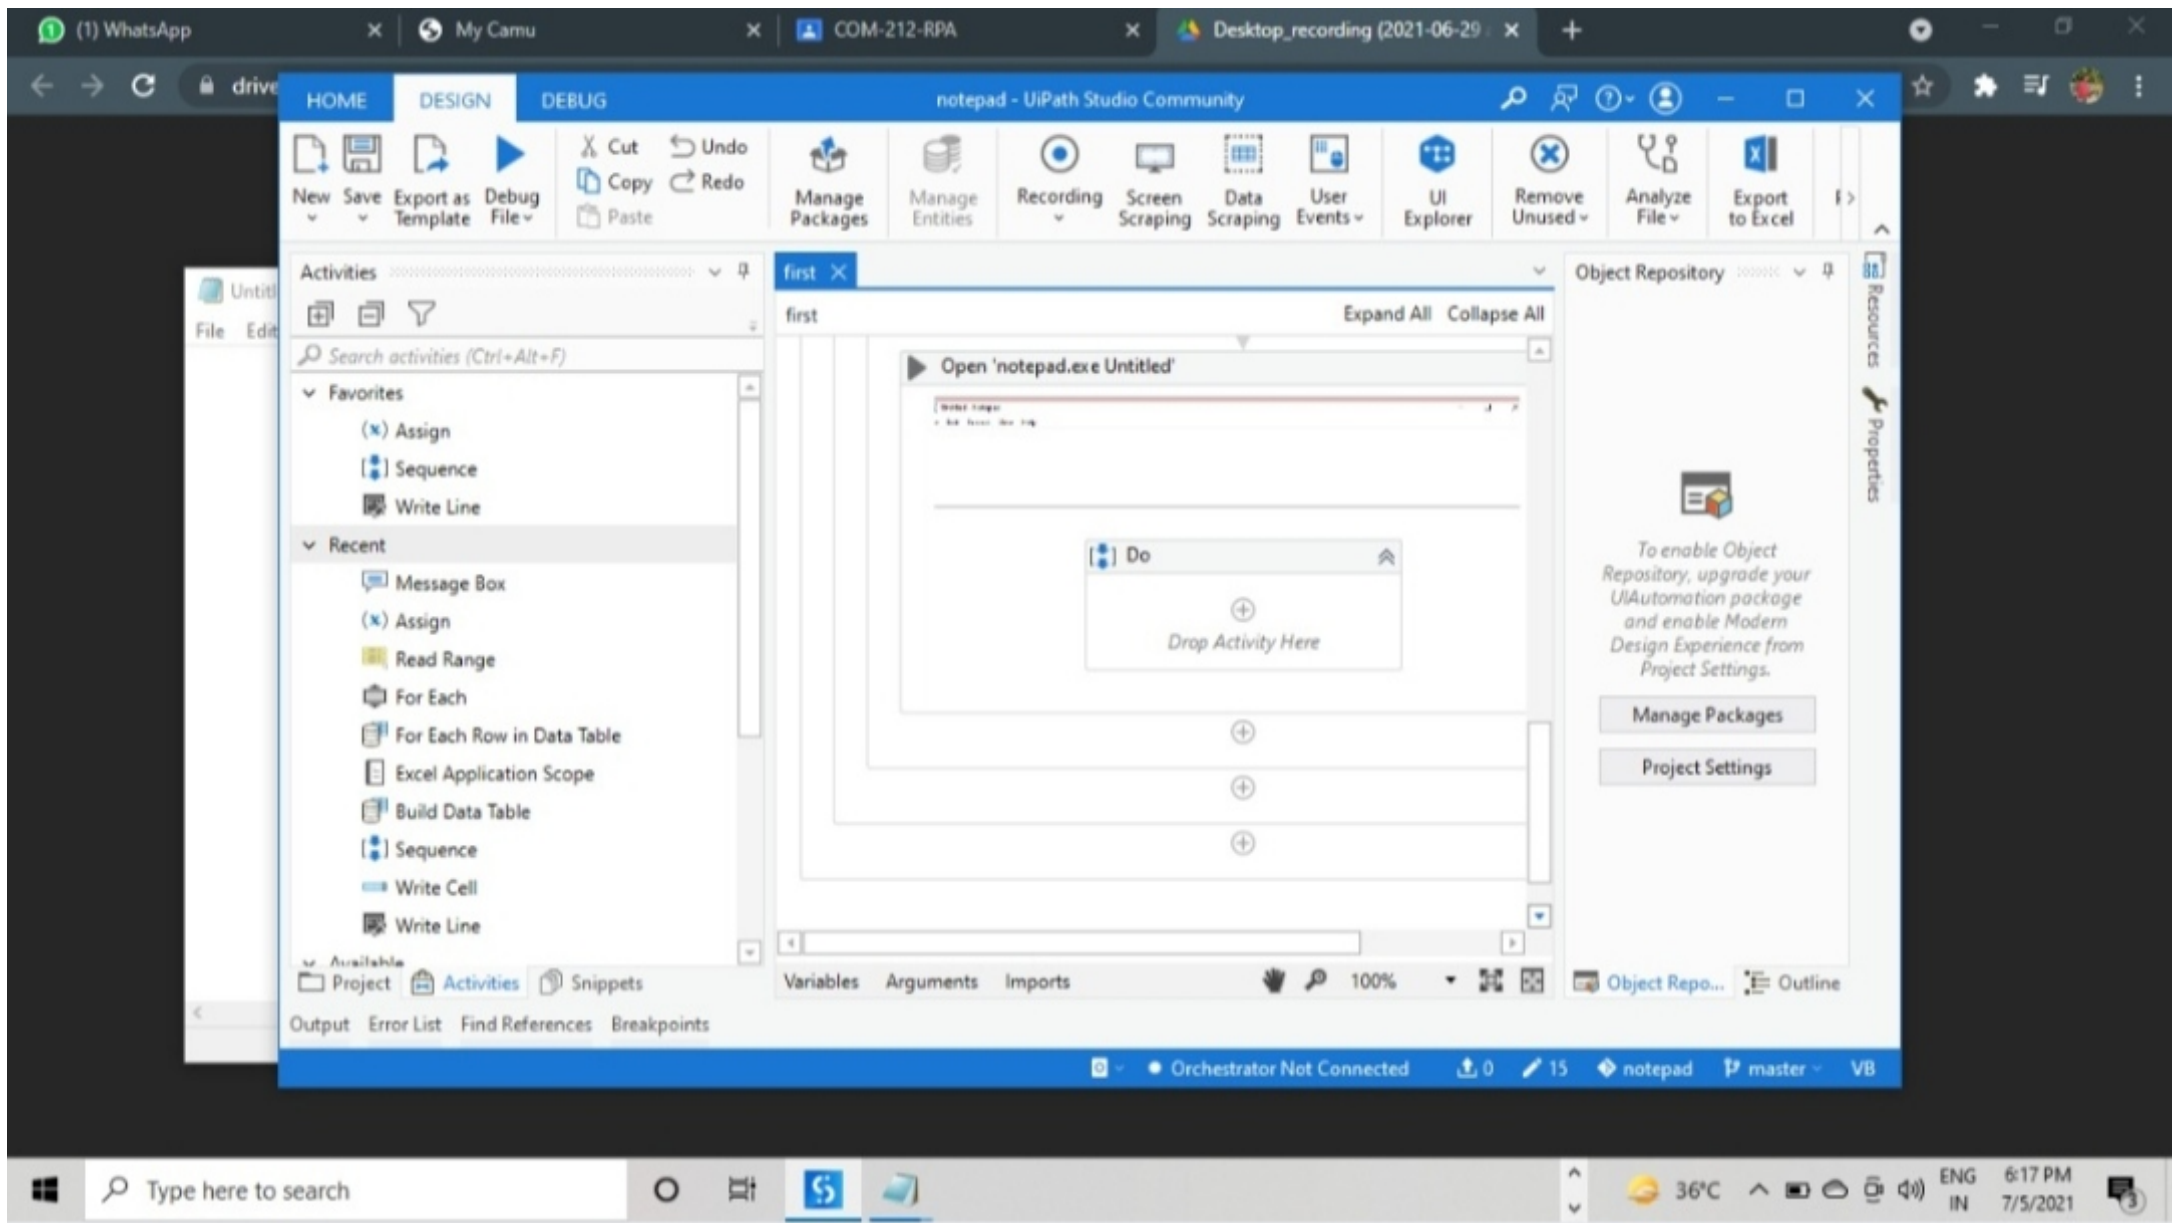 (1) WhatsApp
My Camu
COM-212-RPA
Desktop_recording (2021-06-29
drive
HOME DESIGN DEBUG
notepad - UiPath Studio Community
New
Save
Export as
Template
Debug
File
Cut
Copy
Paste
Undo
Redo
Manage
Packages
Manage
Entities
Recording
Screen
Scraping
Data
Scraping
User
Events
UI
Explorer
Remove
Unused
Analyze
File
Export
to Excel
Untitl
File Edit
Activities
Search activities (Ctrl+Alt+F)
Favorites
Assign
Sequence
Write Line
Recent
Message Box
Assign
Read Range
For Each
For Each Row in Data Table
Excel Application Scope
Build Data Table
Sequence
Write Cell
Write Line
Available
Project Activities Snippets
first
first
Expand All Collapse All
Open 'notepad.exe Untitled'
Do
Drop Activity Here
Variables Arguments Imports
100%
Object Repository
To enable Object
Repository, upgrade your
UIAutomation package
and enable Modern
Design Experience from
Project Settings.
Manage Packages
Project Settings
Object Repo... Outline
Resources
Properties
Output Error List Find References Breakpoints
Orchestrator Not Connected
0
15
notepad
master
VB
Type here to search
36°C
ENG
IN
6:17 PM
7/5/2021
3